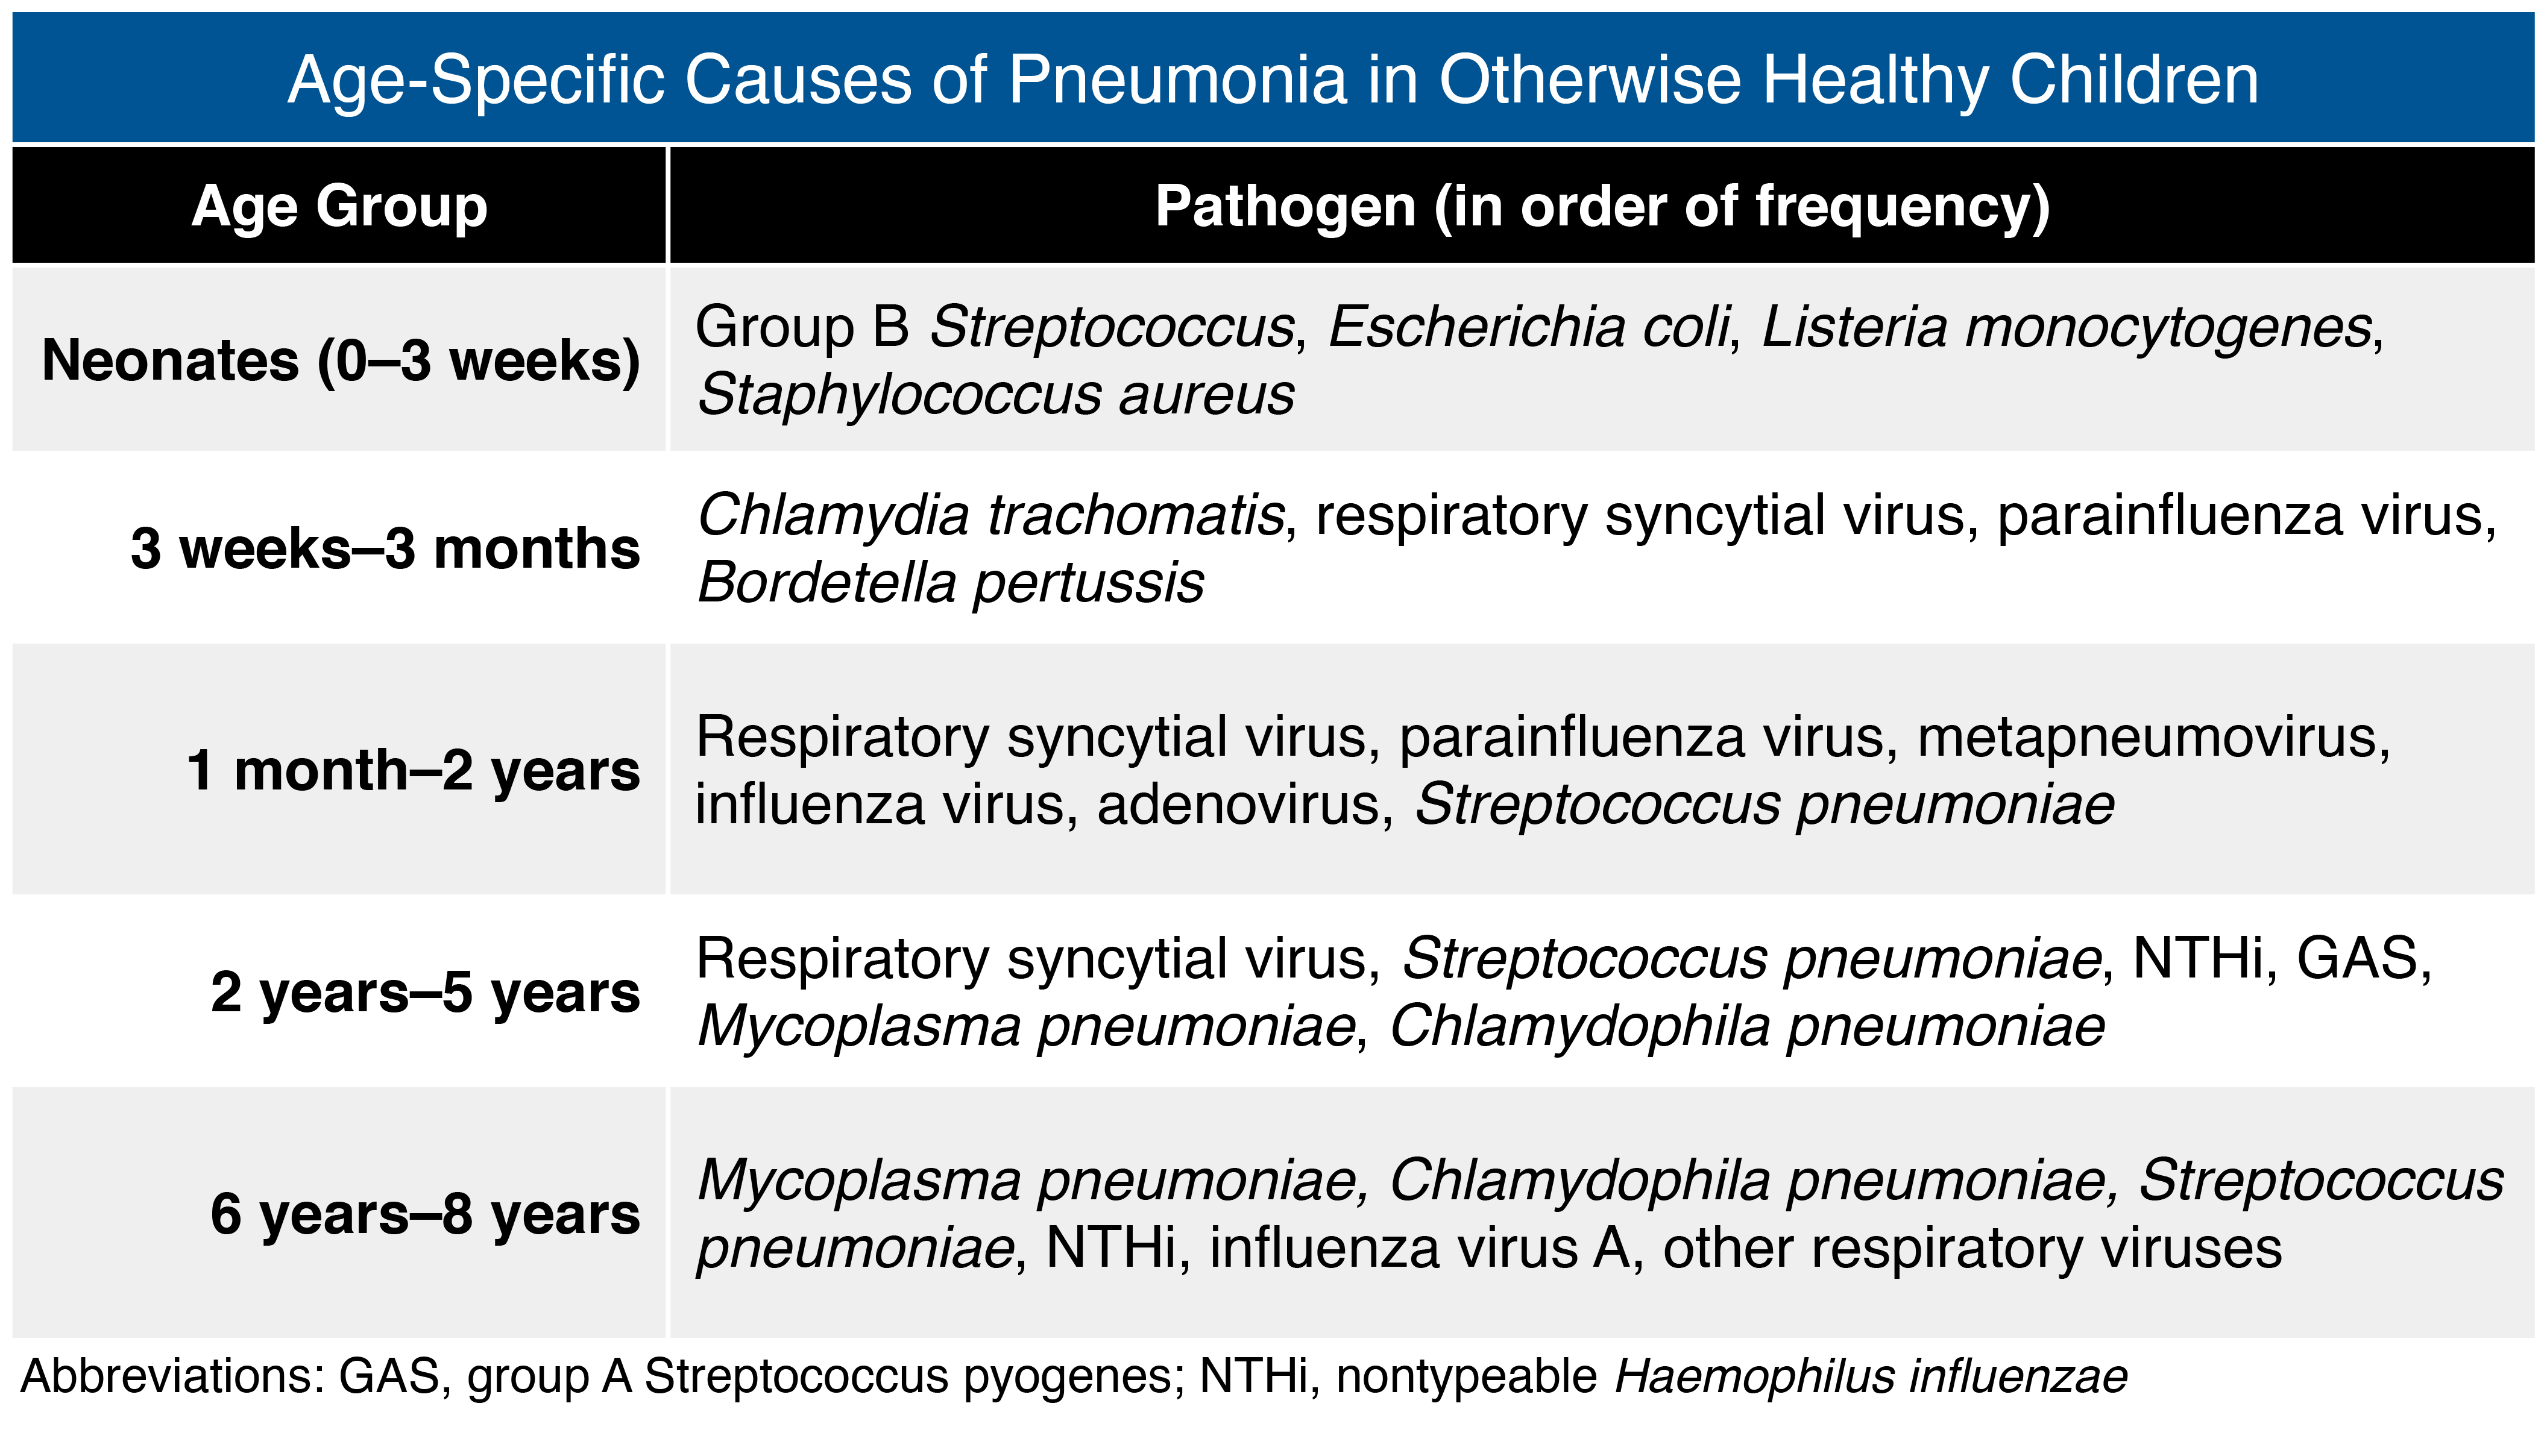 Age-Specific Causes of Pneumonia in Otherwise Healthy Children
Age Group
Pathogen (in order of frequency)
Neonates (0–3 weeks)
Group B Streptococcus, Escherichia coli, Listeria monocytogenes,
Staphylococcus aureus
3 weeks–3 months
Chlamydia trachomatis, respiratory syncytial virus, parainfluenza virus,
Bordetella pertussis
1 month–2 years
Respiratory syncytial virus, parainfluenza virus, metapneumovirus,
influenza virus, adenovirus, Streptococcus pneumoniae
2 years–5 years
Respiratory syncytial virus, Streptococcus pneumoniae, NTHi, GAS,
Mycoplasma pneumoniae, Chlamydophila pneumoniae
6 years–8 years
Mycoplasma pneumoniae, Chlamydophila pneumoniae, Streptococcus
pneumoniae, NTHi, influenza virus A, other respiratory viruses
Abbreviations: GAS, group A Streptococcus pyogenes; NTHi, nontypeable Haemophilus influenzae